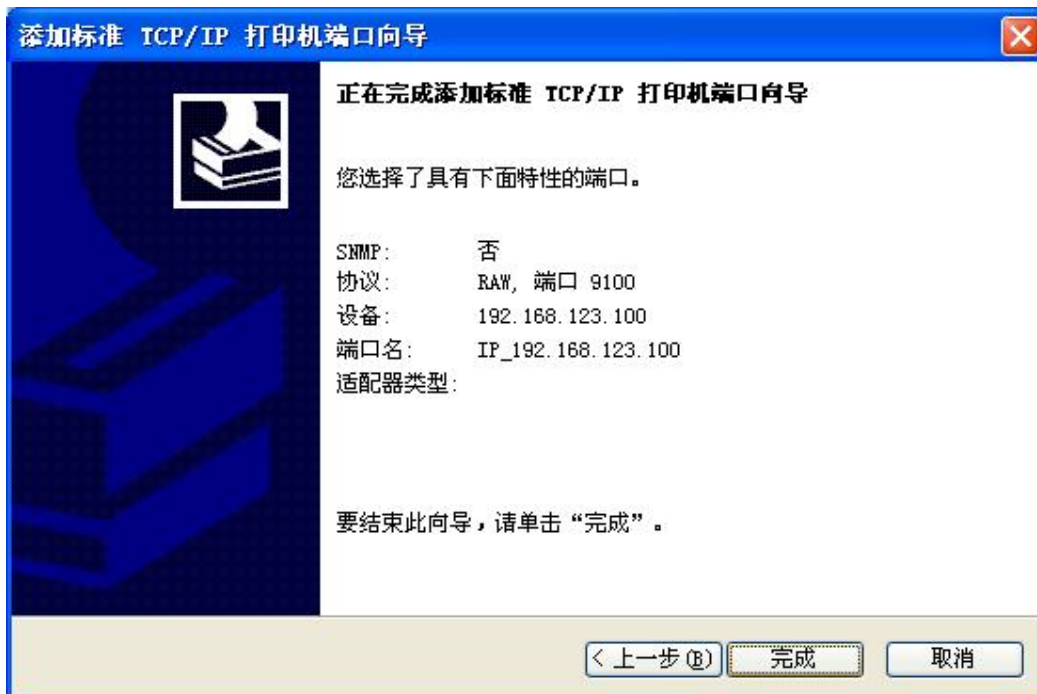 添加标准 TCP/IP 打印机端口向导
正在完成添加标准 TCP/IP 打印机端口向导
您选择了具有下面特性的端口。
SNMP: 否
协议: RAW, 端口 9100
设备: 192.168.123.100
端口名: IP_192.168.123.100
适配器类型:
要结束此向导，请单击“完成”。
< 上一步(B) 完成 取消